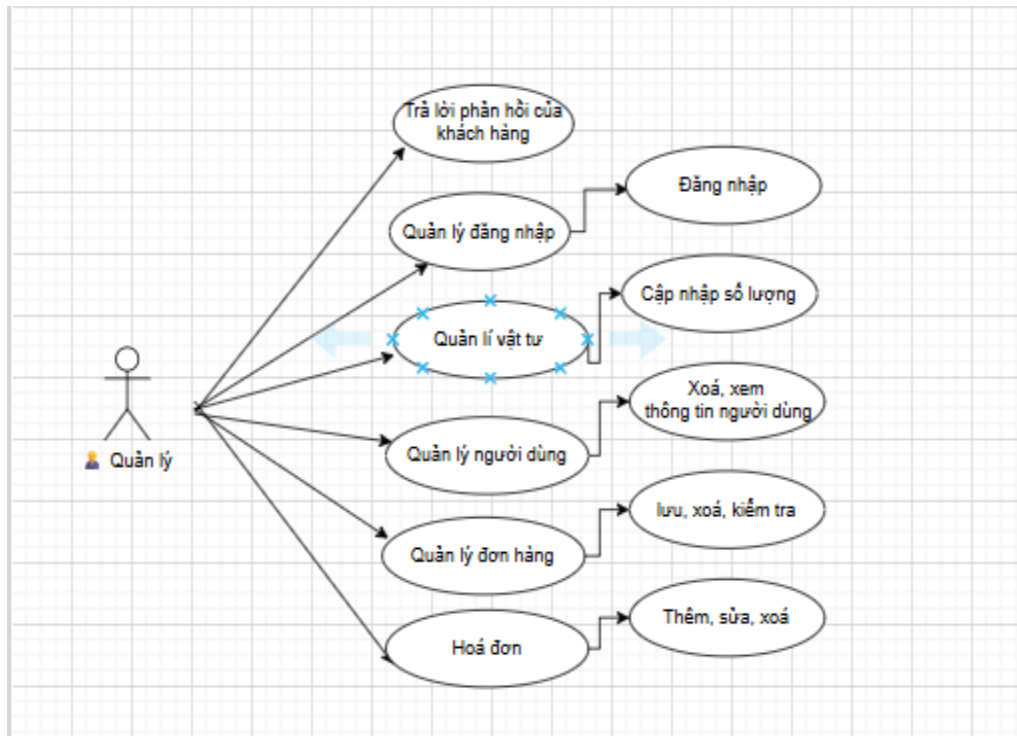 Trả lời phản hồi của
khách hàng
Đăng nhập
Quản lý đăng nhập
Cập nhập số lượng
Quản lí vật tư
Xoá, xem
thông tin người dùng
Quản lý người dùng
Quản lý
lưu, xoá, kiểm tra
Quản lý đơn hàng
Thêm, sửa, xoá
Hoá đơn